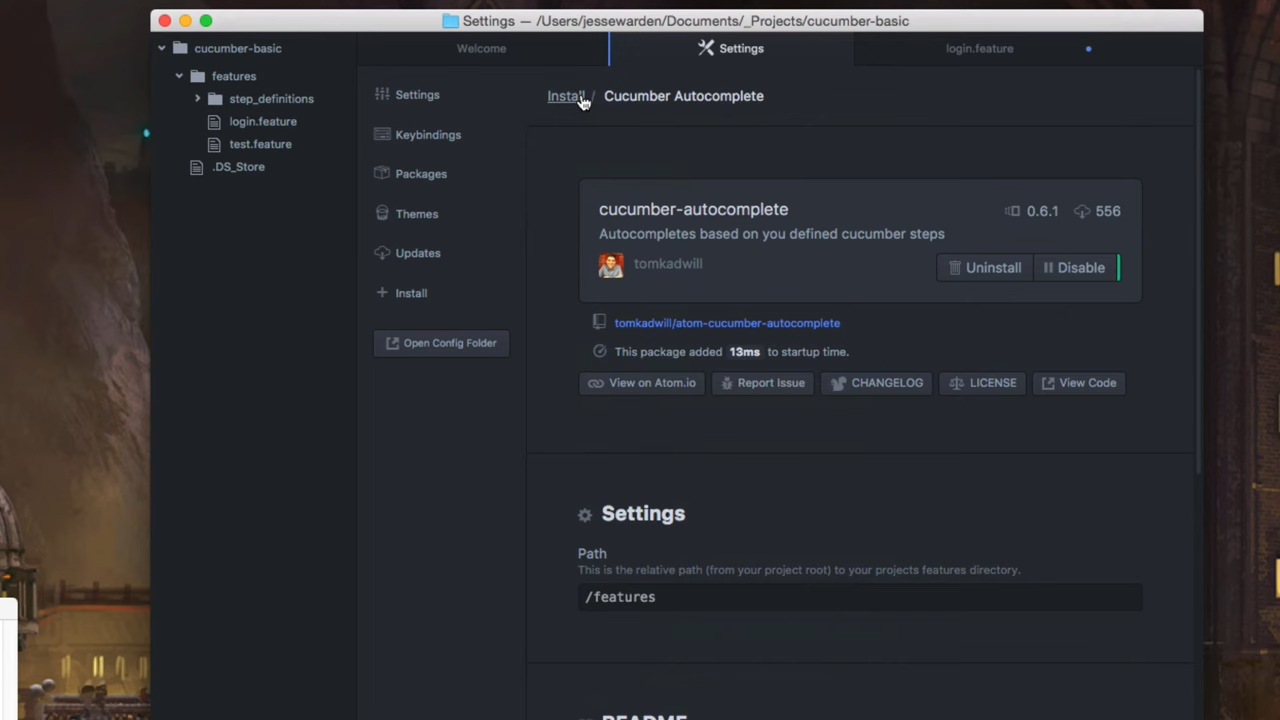 Settings — /Users/jessewarden/Documents/_Projects/cucumber-basic
cucumber-basic
features
step_definitions
login.feature
test.feature
.DS_Store
Welcome
Settings
login.feature
Settings
Keybindings
Packages
Themes
Updates
Install
Open Config Folder
Install / Cucumber Autocomplete
cucumber-autocomplete
0.6.1
556
Autocompletes based on you defined cucumber steps
tomkadwill
Uninstall
Disable
tomkadwill/atom-cucumber-autocomplete
This package added 13ms to startup time.
View on Atom.io
Report Issue
CHANGELOG
LICENSE
View Code
Settings
Path
This is the relative path (from your project root) to your projects features directory.
/features
README